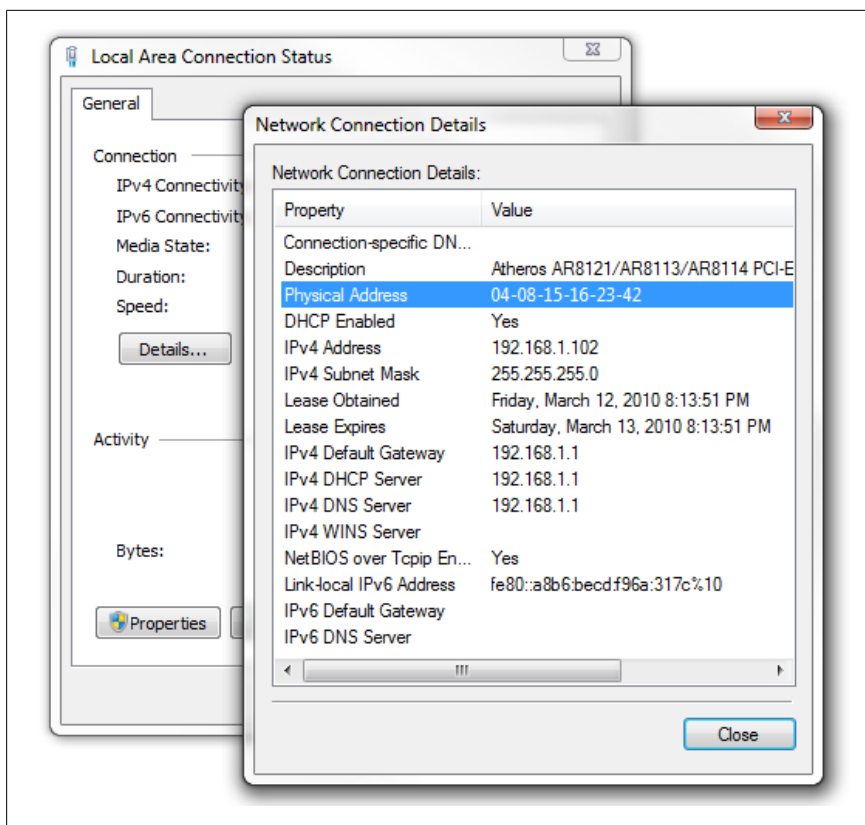 Local Area Connection Status
General
Network Connection Details
Connection
Network Connection Details:
IPv4 Connectivity
Property Value
IPv6 Connectivity
Connection-specific DN...
Media State:
Description Atheros AR8121/AR8113/AR8114 PCI-E
Duration:
Physical Address 04-08-15-16-23-42
Speed:
DHCP Enabled Yes
Details...
IPv4 Address 192.168.1.102
IPv4 Subnet Mask 255.255.255.0
Lease Obtained Friday, March 12, 2010 8:13:51 PM
Lease Expires Saturday, March 13, 2010 8:13:51 PM
Activity
IPv4 Default Gateway 192.168.1.1
IPv4 DHCP Server 192.168.1.1
IPv4 DNS Server 192.168.1.1
IPv4 WINS Server
Bytes:
NetBIOS over Tcpip En... Yes
Link-local IPv6 Address fe80::a8b6:becd:f96a:317c%10
IPv6 Default Gateway
Properties
IPv6 DNS Server
Close